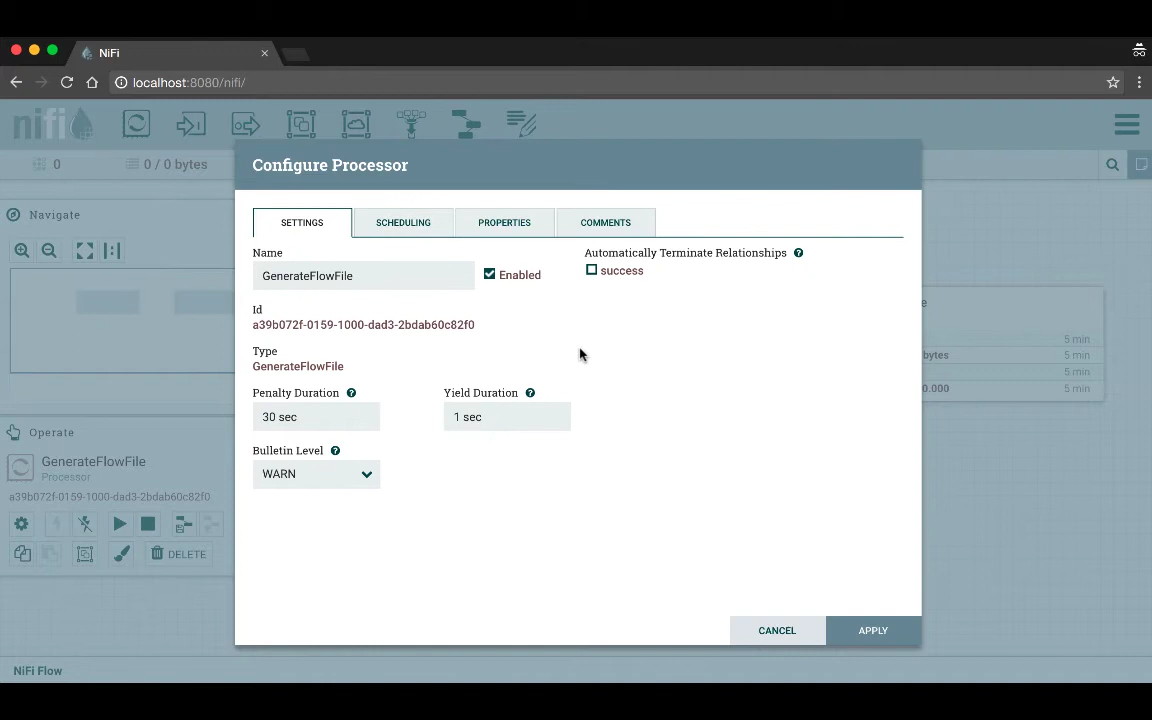 NiFi
localhost:8080/nifi/
nifi
0
0 / 0 bytes
Configure Processor
SETTINGS
SCHEDULING
PROPERTIES
COMMENTS
Navigate
Name
Automatically Terminate Relationships
GenerateFlowFile
Enabled
success
Id
a39b072f-0159-1000-dad3-2bdab60c82f0
Type
GenerateFlowFile
Penalty Duration
Yield Duration
30 sec
1 sec
Bulletin Level
WARN
Operate
GenerateFlowFile
Processor
a39b072f-0159-1000-dad3-2bdab60c82f0
DELETE
5 min
bytes
5 min
5 min
0.000
5 min
CANCEL
APPLY
NiFi Flow